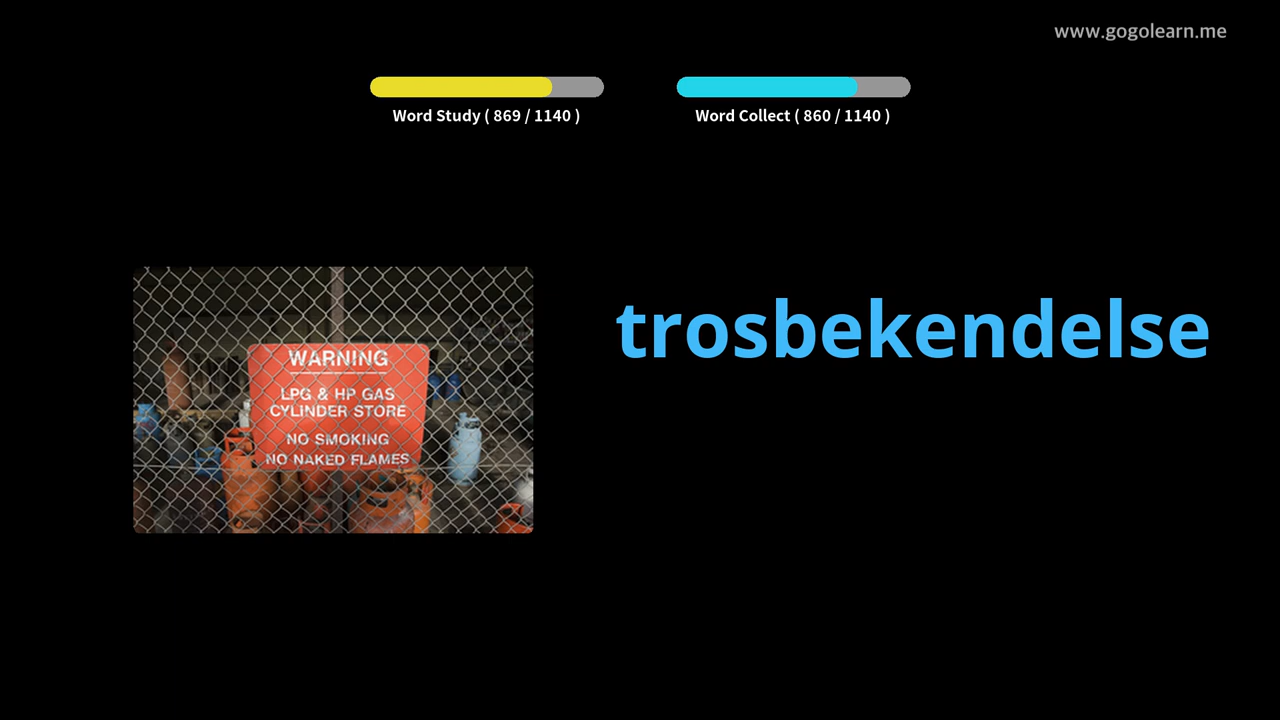 www.gogolearn.me
Word Study ( 869 / 1140 )
Word Collect ( 860 / 1140 )
trosbekendelse
WARNING
LPG & HP GAS
CYLINDER STORE
NO SMOKING
NO NAKED FLAMES